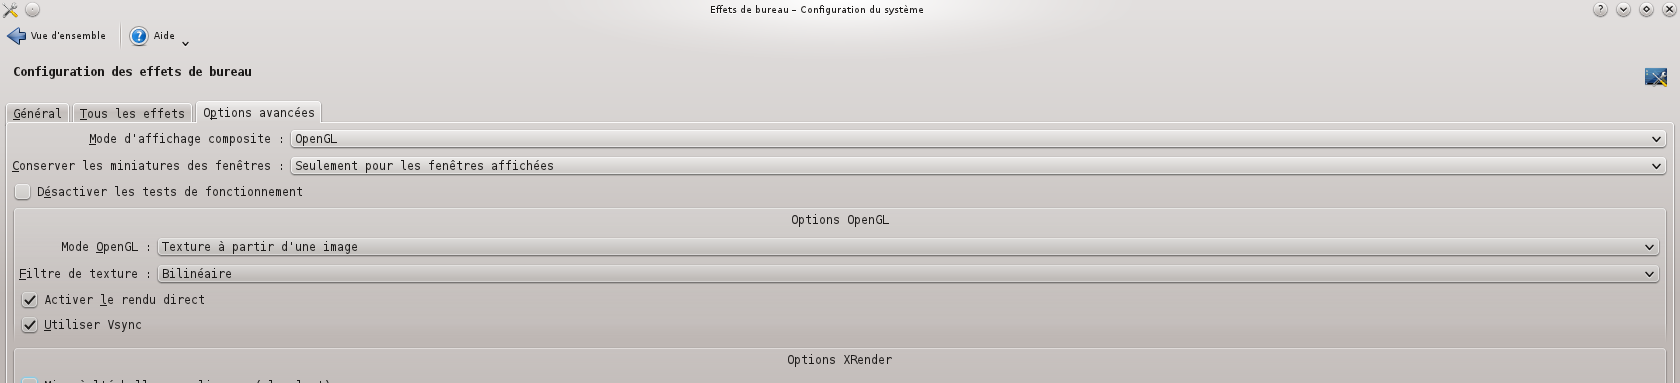 Effets de bureau – Configuration du système
Vue d'ensemble
Aide
Configuration des effets de bureau
Général
Tous les effets
Options avancées
Mode d'affichage composite : OpenGL
Conserver les miniatures des fenêtres : Seulement pour les fenêtres affichées
Désactiver les tests de fonctionnement
Options OpenGL
Mode OpenGL : Texture à partir d'une image
Filtre de texture : Bilinéaire
Activer le rendu direct
Utiliser Vsync
Options XRender